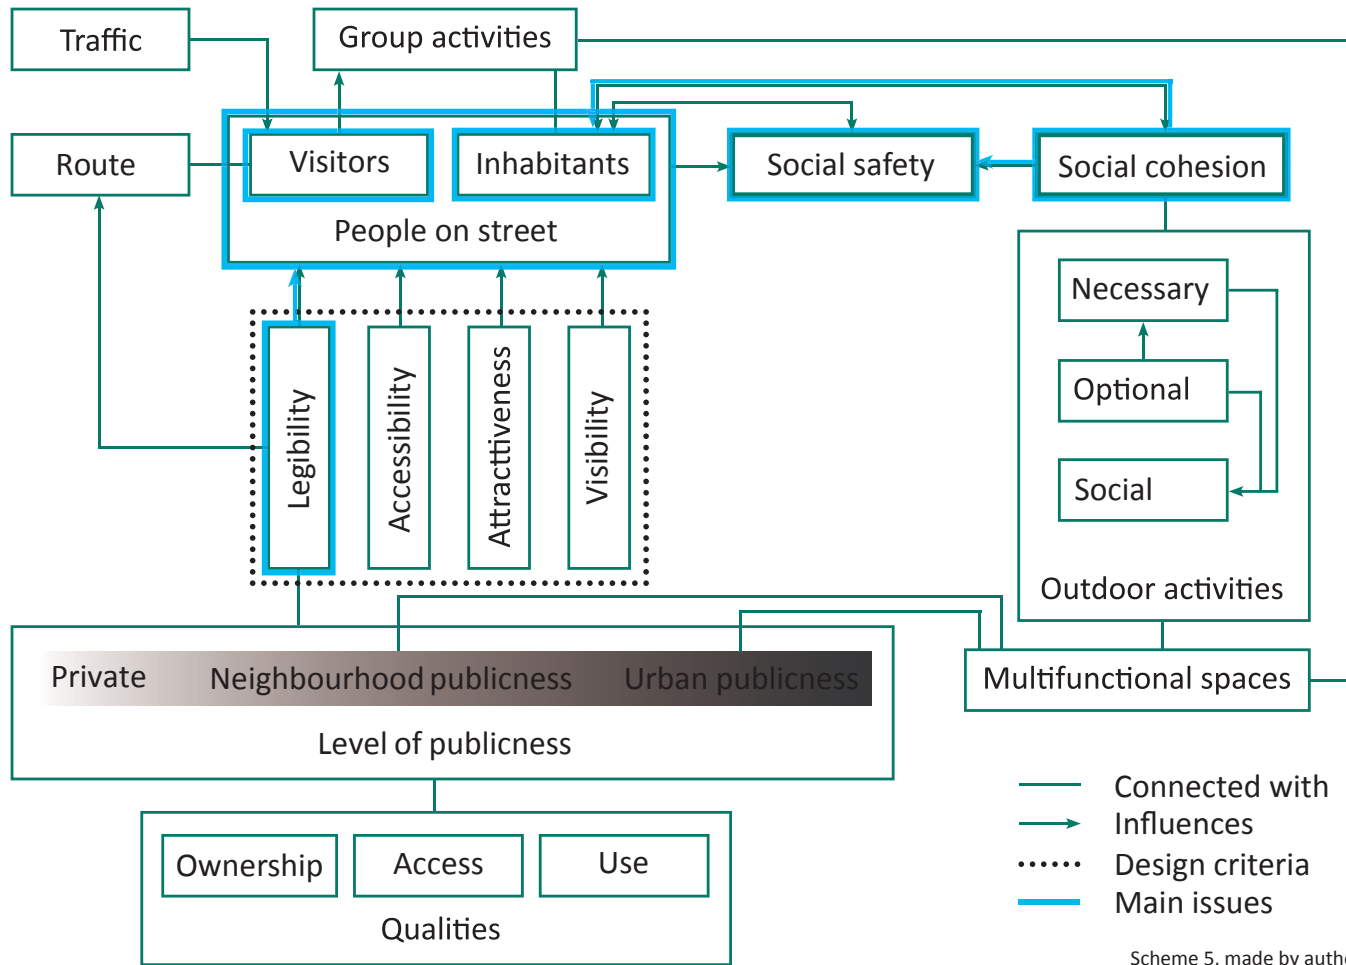 Traffic
Group activities
Route
Visitors
Inhabitants
Social safety
Social cohesion
People on street
Necessary
Optional
Social
Outdoor activities
Legibility
Accessibility
Attractiveness
Visibility
Private
Neighbourhood publicness
Urban publicness
Level of publicness
Multifunctional spaces
Ownership
Access
Use
Qualities
Connected with
Influences
Design criteria
Main issues
Scheme 5. made by autho